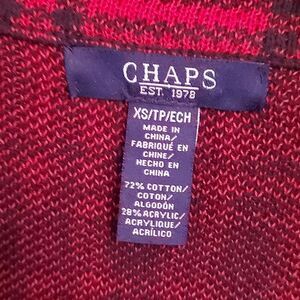 CHAPS
EST. 1978
XS/TP/ECH
MADE IN
CHINA/
FABRIQUÉ EN
CHINE/
HECHO EN
CHINA
72% COTTON/
COTON/
ALGODÓN
28% ACRYLIC/
ACRYLIQUE/
ACRÍLICO